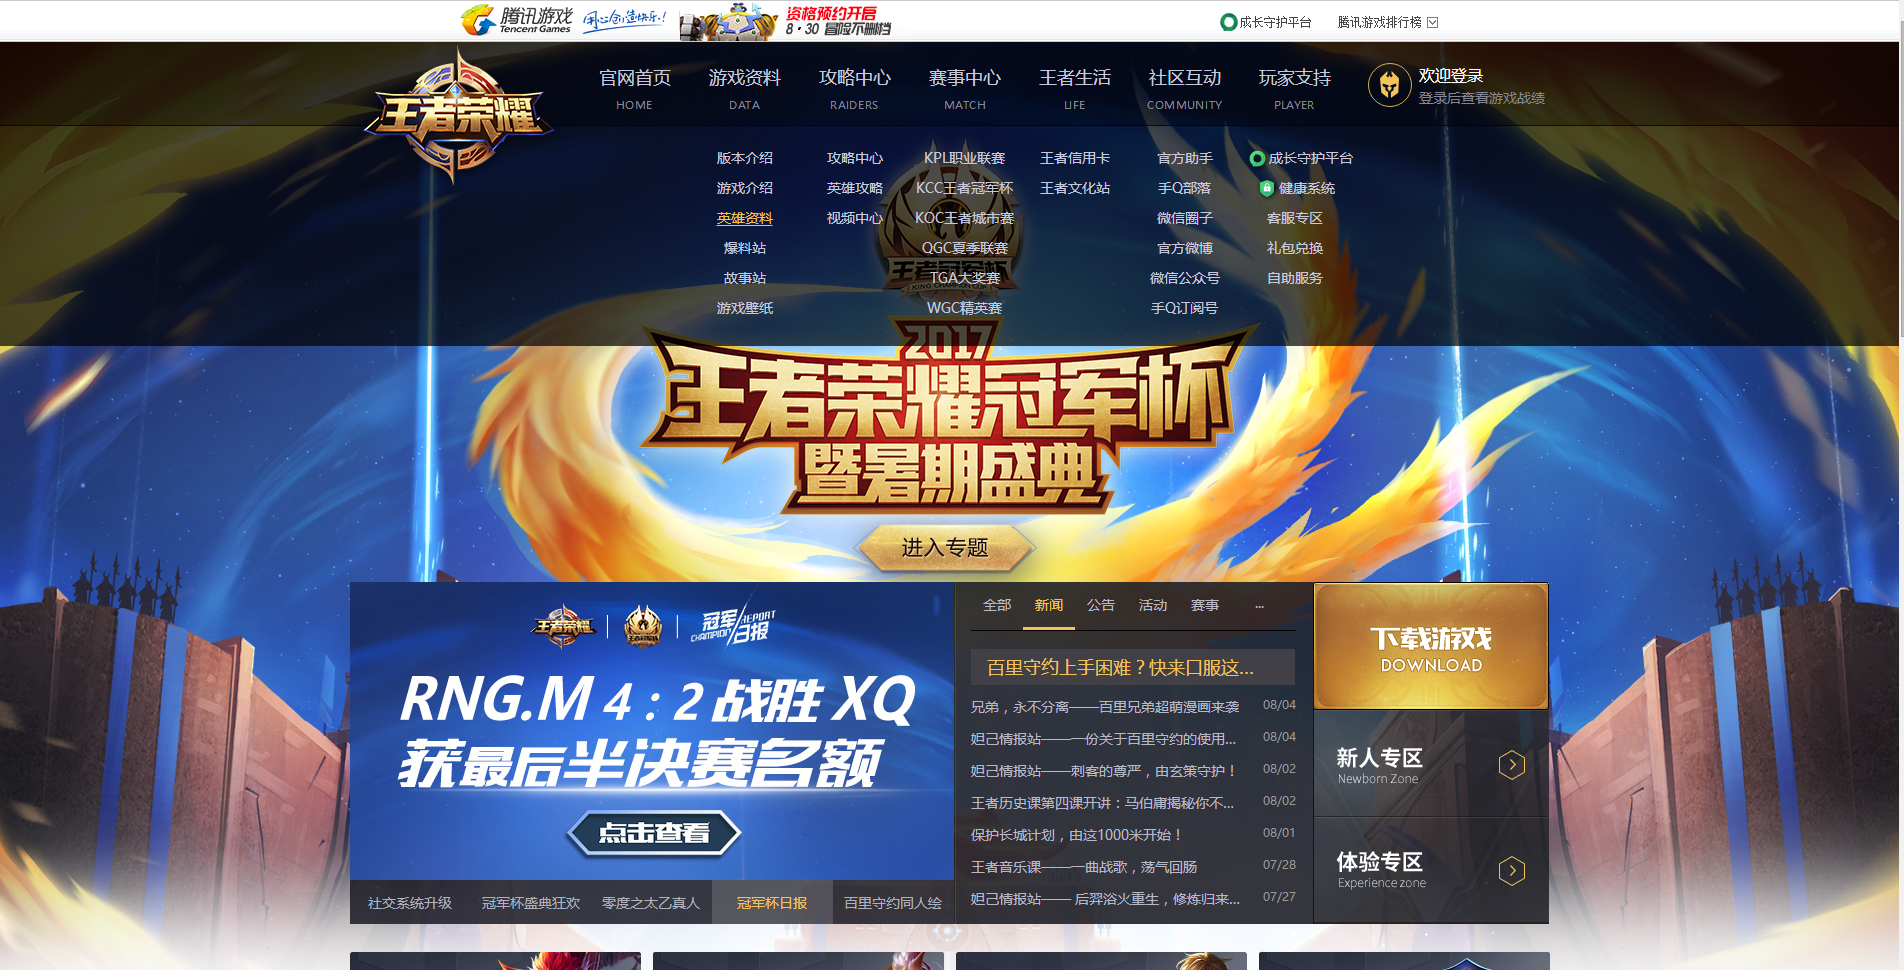 腾讯游戏 用心创造快乐! 资格预约开启
Tencent Games 8·30 冒险不删档
成长守护平台 腾讯游戏排行榜
王者荣耀
官网首页 游戏资料 攻略中心 赛事中心 王者生活 社区互动 玩家支持 欢迎登录
HOME DATA RAIDERS MATCH LIFE COMMUNITY PLAYER 登录后查看游戏战绩
版本介绍 攻略中心 KPL职业联赛 王者信用卡 官方助手 成长守护平台
游戏介绍 英雄攻略 KCC王者冠军杯 王者文化站 手Q部落 健康系统
英雄资料 视频中心 KOC王者城市赛 微信圈子 客服专区
爆料站 QGC夏季联赛 官方微博 礼包兑换
故事站 TGA大奖赛 微信公众号 自助服务
游戏壁纸 WGC精英赛 手Q订阅号
王者冠军杯
2017
王者荣耀冠军杯
暨暑期盛典
进入专题
王者荣耀 冠军日报
CHAMPION REPORT
RNG.M 4:2 战胜 XQ
获最后半决赛名额
点击查看
社交系统升级 冠军杯盛典狂欢 零度之太乙真人 冠军杯日报 百里守约同人绘
全部 新闻 公告 活动 赛事 ...
百里守约上手困难？快来口服这...
兄弟，永不分离——百里兄弟超萌漫画来袭 08/04
妲己情报站——一份关于百里守约的使用... 08/04
妲己情报站——刺客的尊严，由玄策守护！ 08/02
王者历史课第四课开讲：马伯庸揭秘你不... 08/02
保护长城计划，由这1000米开始！ 08/01
王者音乐课——一曲战歌，荡气回肠 07/28
妲己情报站—— 后羿浴火重生，修炼归来... 07/27
下载游戏
DOWNLOAD
新人专区
Newborn Zone
体验专区
Experience zone